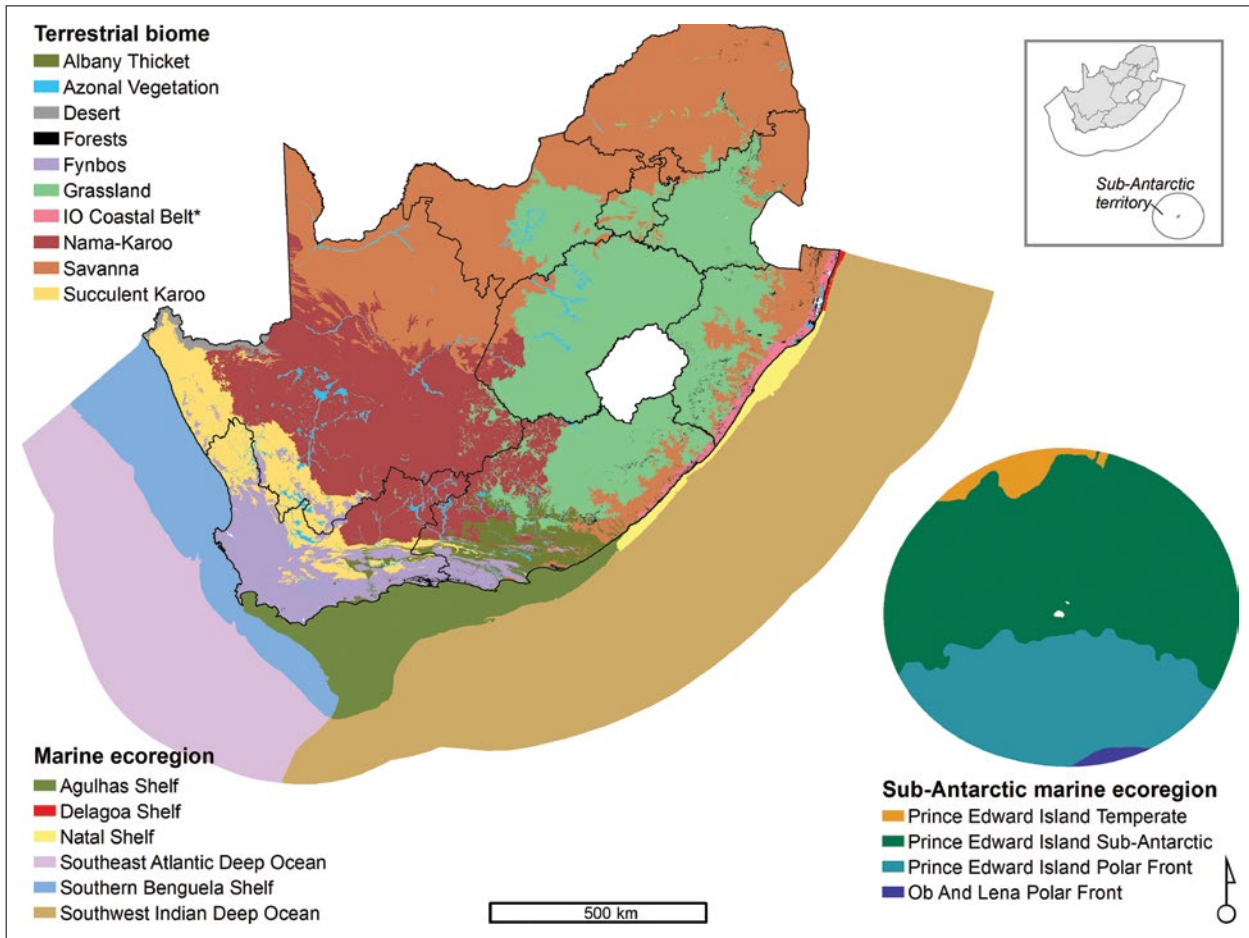 Terrestrial biome
Albany Thicket
Azonal Vegetation
Desert
Forests
Fynbos
Grassland
IO Coastal Belt*
Nama-Karoo
Savanna
Succulent Karoo
Sub-Antarctic
territory
Marine ecoregion
Agulhas Shelf
Delagoa Shelf
Natal Shelf
Southeast Atlantic Deep Ocean
Southern Benguela Shelf
Southwest Indian Deep Ocean
500 km
Sub-Antarctic marine ecoregion
Prince Edward Island Temperate
Prince Edward Island Sub-Antarctic
Prince Edward Island Polar Front
Ob And Lena Polar Front